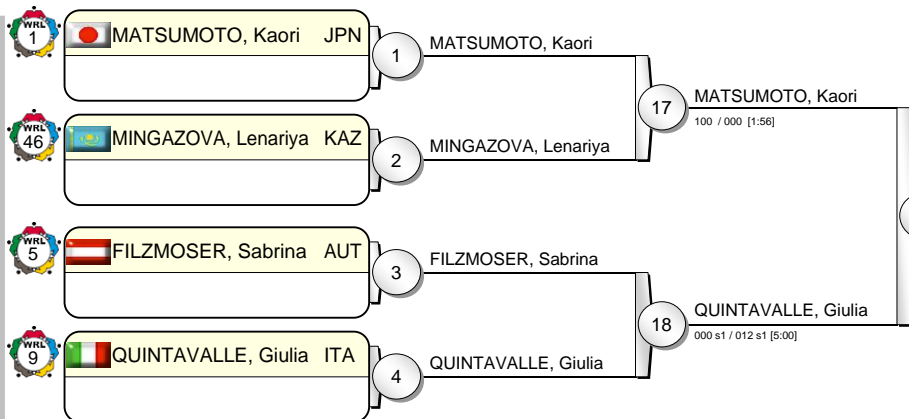 WRL
1
MATSUMOTO, Kaori JPN
1
MATSUMOTO, Kaori
17
MATSUMOTO, Kaori
100 / 000 [1:56]
WRL
46
MINGAZOVA, Lenariya KAZ
2
MINGAZOVA, Lenariya
WRL
5
FILZMOSER, Sabrina AUT
3
FILZMOSER, Sabrina
18
QUINTAVALLE, Giulia
000 s1 / 012 s1 [5:00]
WRL
9
QUINTAVALLE, Giulia ITA
4
QUINTAVALLE, Giulia